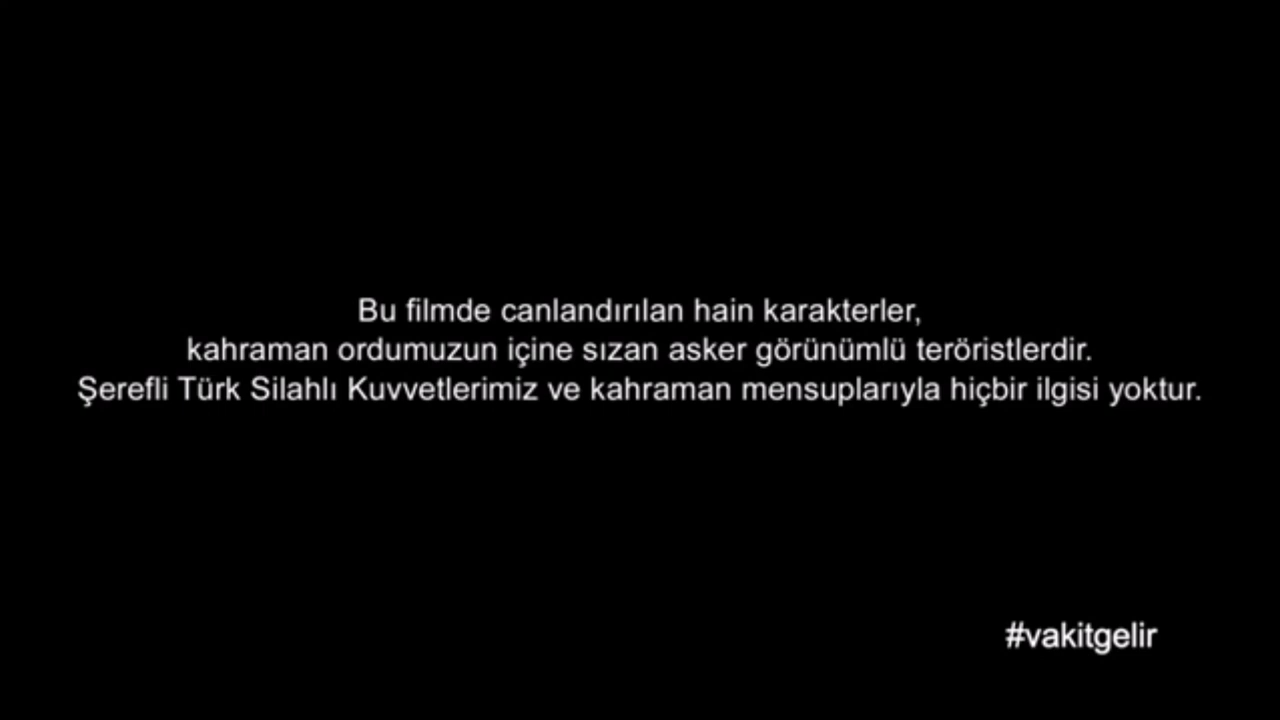 Bu filmde canlandırılan hain karakterler,
kahraman ordumuzun içine sızan asker görünümlü teröristlerdir.
Şerefli Türk Silahlı Kuvvetlerimiz ve kahraman mensuplarıyla hiçbir ilgisi yoktur.
#vakitgelir